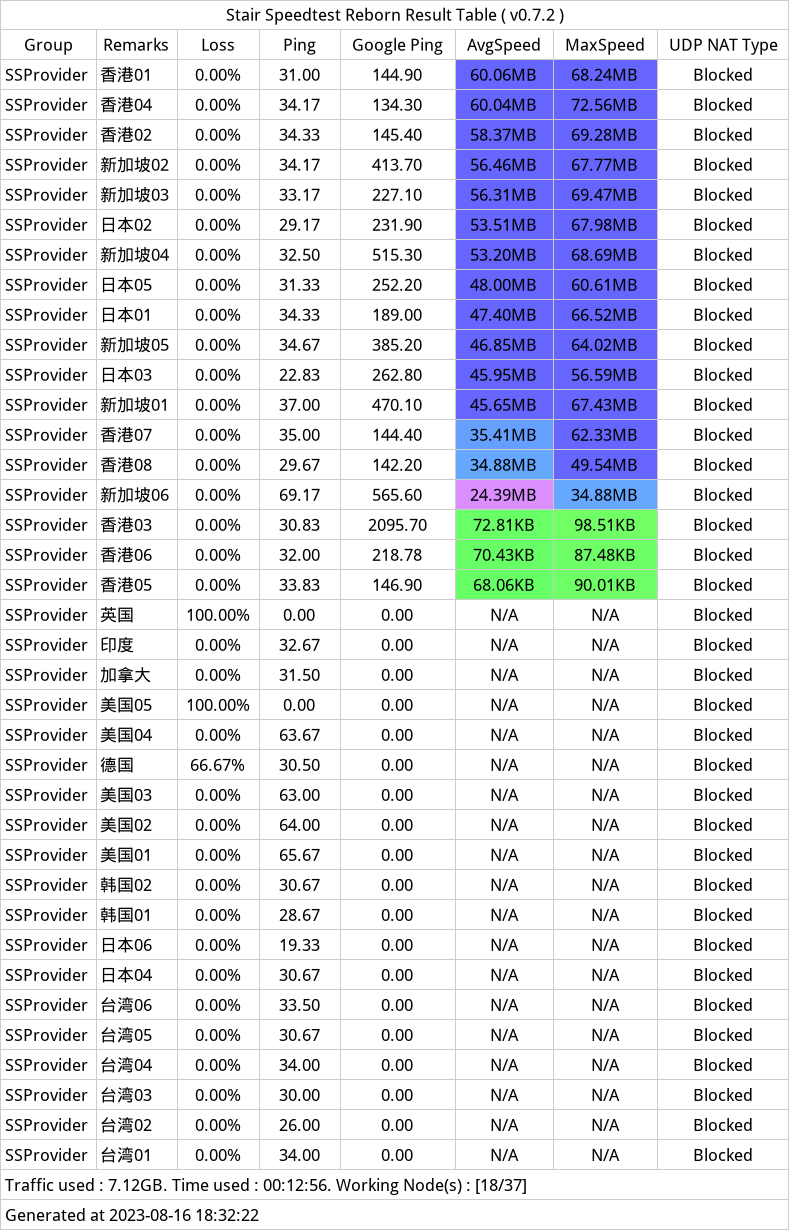 Stair Speedtest Reborn Result Table ( v0.7.2 )
Group Remarks Loss Ping Google Ping AvgSpeed MaxSpeed UDP NAT Type
SSProvider 香港01 0.00% 31.00 144.90 60.06MB 68.24MB Blocked
SSProvider 香港04 0.00% 34.17 134.30 60.04MB 72.56MB Blocked
SSProvider 香港02 0.00% 34.33 145.40 58.37MB 69.28MB Blocked
SSProvider 新加坡02 0.00% 34.17 413.70 56.46MB 67.77MB Blocked
SSProvider 新加坡03 0.00% 33.17 227.10 56.31MB 69.47MB Blocked
SSProvider 日本02 0.00% 29.17 231.90 53.51MB 67.98MB Blocked
SSProvider 新加坡04 0.00% 32.50 515.30 53.20MB 68.69MB Blocked
SSProvider 日本05 0.00% 31.33 252.20 48.00MB 60.61MB Blocked
SSProvider 日本01 0.00% 34.33 189.00 47.40MB 66.52MB Blocked
SSProvider 新加坡05 0.00% 34.67 385.20 46.85MB 64.02MB Blocked
SSProvider 日本03 0.00% 22.83 262.80 45.95MB 56.59MB Blocked
SSProvider 新加坡01 0.00% 37.00 470.10 45.65MB 67.43MB Blocked
SSProvider 香港07 0.00% 35.00 144.40 35.41MB 62.33MB Blocked
SSProvider 香港08 0.00% 29.67 142.20 34.88MB 49.54MB Blocked
SSProvider 新加坡06 0.00% 69.17 565.60 24.39MB 34.88MB Blocked
SSProvider 香港03 0.00% 30.83 2095.70 72.81KB 98.51KB Blocked
SSProvider 香港06 0.00% 32.00 218.78 70.43KB 87.48KB Blocked
SSProvider 香港05 0.00% 33.83 146.90 68.06KB 90.01KB Blocked
SSProvider 英国 100.00% 0.00 0.00 N/A N/A Blocked
SSProvider 印度 0.00% 32.67 0.00 N/A N/A Blocked
SSProvider 加拿大 0.00% 31.50 0.00 N/A N/A Blocked
SSProvider 美国05 100.00% 0.00 0.00 N/A N/A Blocked
SSProvider 美国04 0.00% 63.67 0.00 N/A N/A Blocked
SSProvider 德国 66.67% 30.50 0.00 N/A N/A Blocked
SSProvider 美国03 0.00% 63.00 0.00 N/A N/A Blocked
SSProvider 美国02 0.00% 64.00 0.00 N/A N/A Blocked
SSProvider 美国01 0.00% 65.67 0.00 N/A N/A Blocked
SSProvider 韩国02 0.00% 30.67 0.00 N/A N/A Blocked
SSProvider 韩国01 0.00% 28.67 0.00 N/A N/A Blocked
SSProvider 日本06 0.00% 19.33 0.00 N/A N/A Blocked
SSProvider 日本04 0.00% 30.67 0.00 N/A N/A Blocked
SSProvider 台湾06 0.00% 33.50 0.00 N/A N/A Blocked
SSProvider 台湾05 0.00% 30.67 0.00 N/A N/A Blocked
SSProvider 台湾04 0.00% 34.00 0.00 N/A N/A Blocked
SSProvider 台湾03 0.00% 30.00 0.00 N/A N/A Blocked
SSProvider 台湾02 0.00% 26.00 0.00 N/A N/A Blocked
SSProvider 台湾01 0.00% 34.00 0.00 N/A N/A Blocked
Traffic used : 7.12GB. Time used : 00:12:56. Working Node(s) : [18/37]
Generated at 2023-08-16 18:32:22